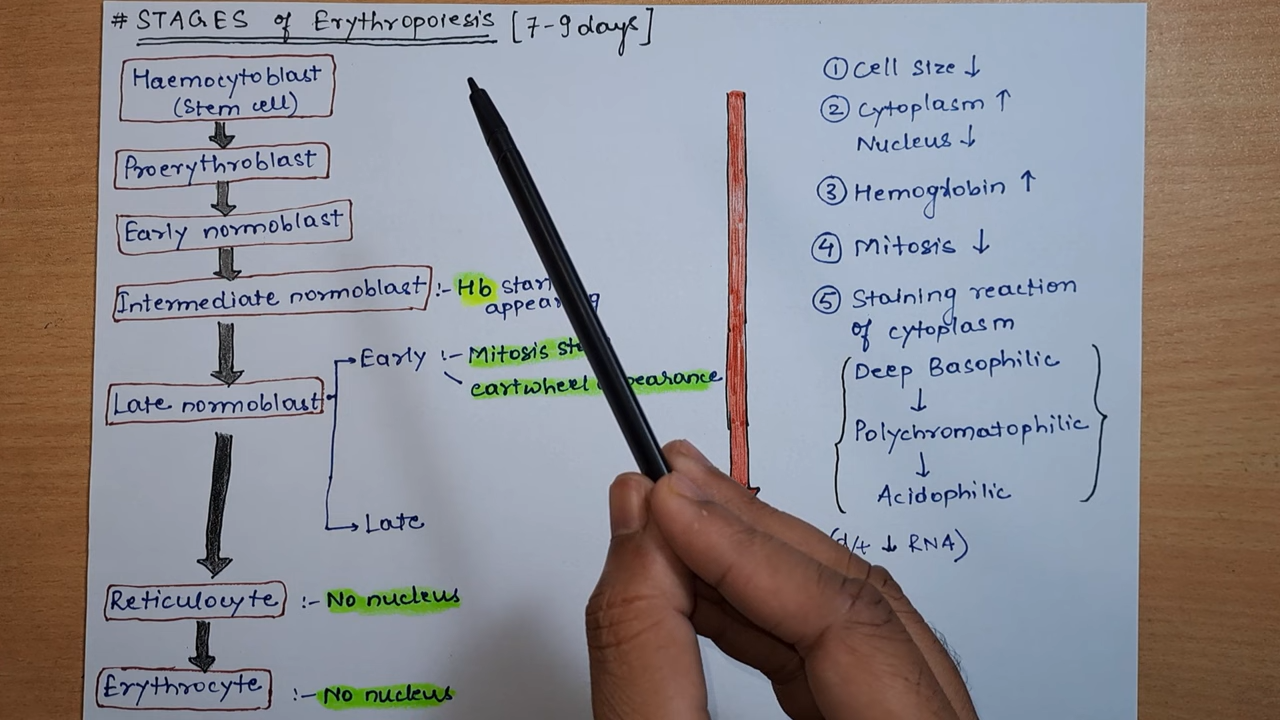 # STAGES of Erythropoiesis [7-9 days]
Haemocytoblast
(Stem cell)
Proerythroblast
Early normoblast
Intermediate normoblast :- Hb
Late normoblast
Early :- Mitosis
cartwheel
Late
Reticulocyte :- No nucleus
Erythrocyte :- No nucleus
① Cell size ↓
② Cytoplasm ↑
Nucleus ↓
③ Hemoglobin ↑
④ Mitosis ↓
⑤ Staining reaction
of cytoplasm
Deep Basophilic
↓
Polychromatophilic
↓
Acidophilic
↓ RNA)